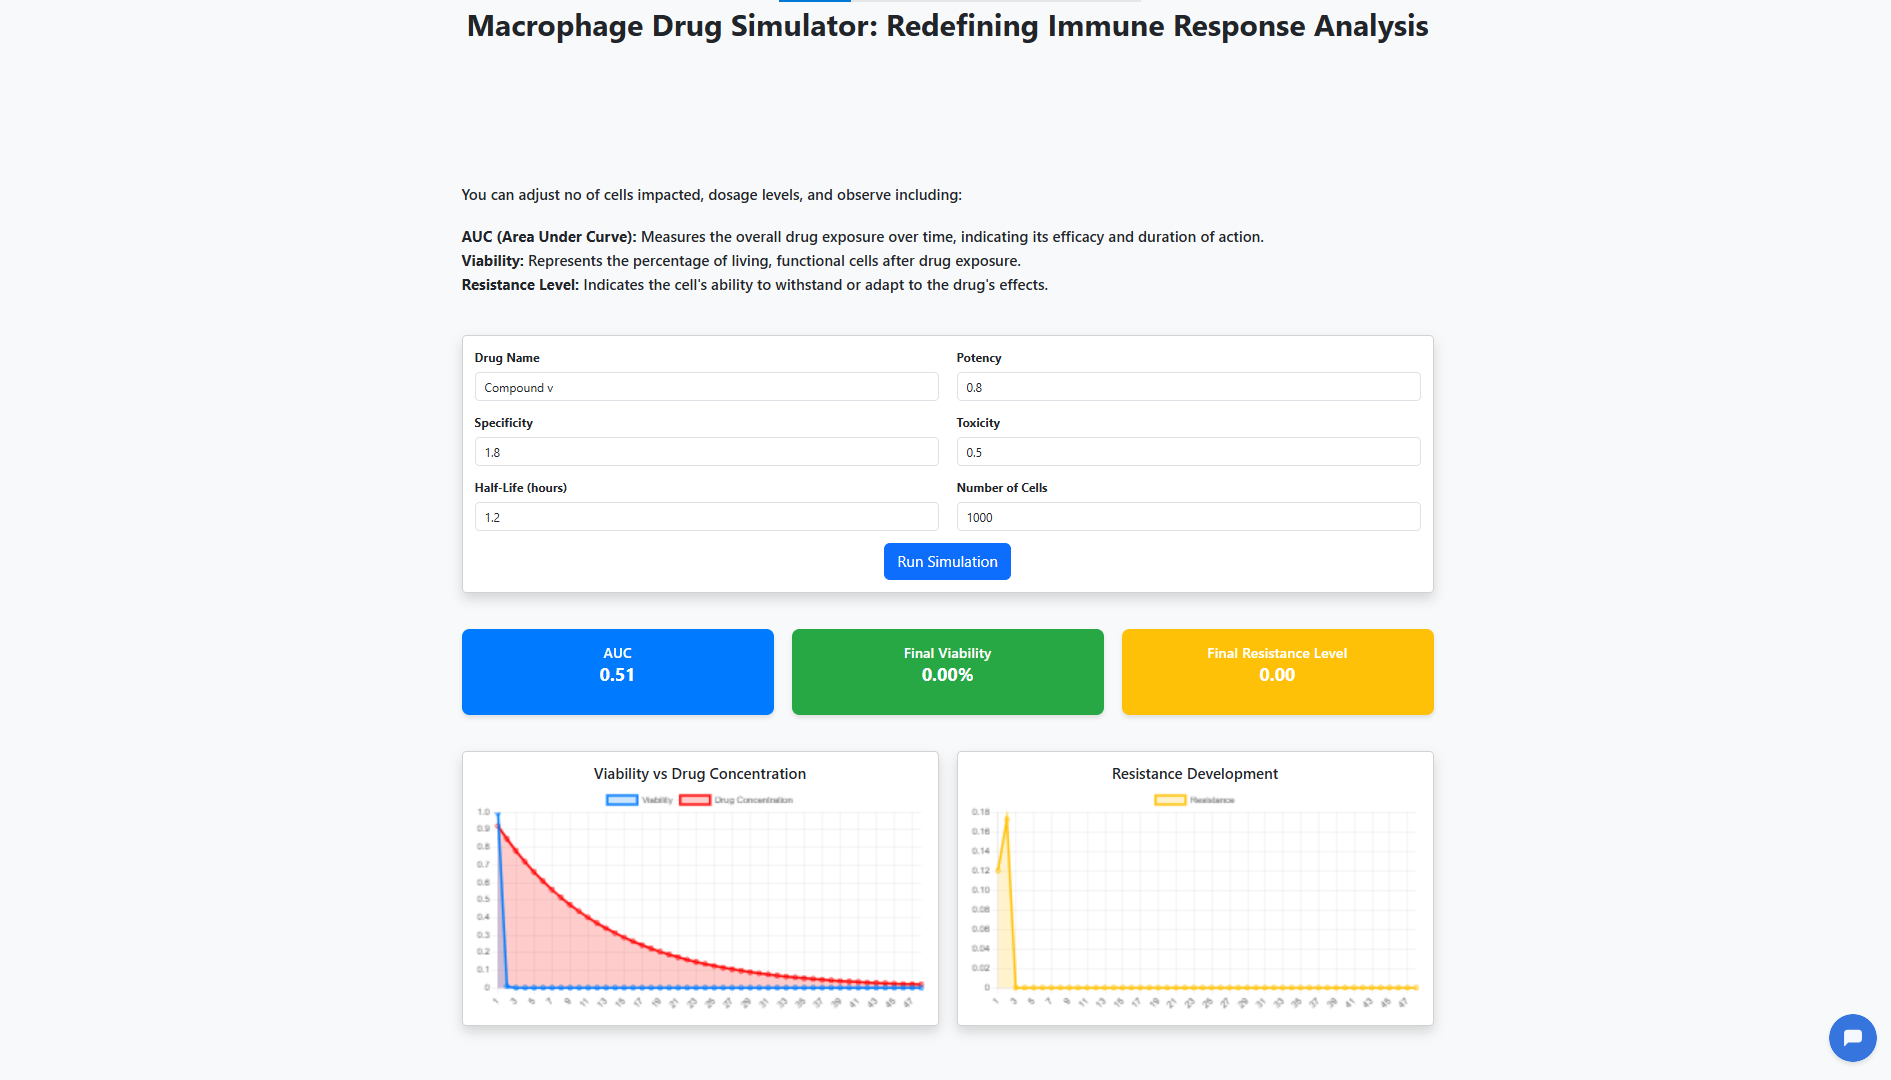 Macrophage Drug Simulator: Redefining Immune Response Analysis
You can adjust no of cells impacted, dosage levels, and observe including:
AUC (Area Under Curve): Measures the overall drug exposure over time, indicating its efficacy and duration of action.
Viability: Represents the percentage of living, functional cells after drug exposure.
Resistance Level: Indicates the cell's ability to withstand or adapt to the drug's effects.
Drug Name
Compound v
Potency
0.8
Specificity
1.8
Toxicity
0.5
Half-Life (hours)
1.2
Number of Cells
1000
Run Simulation
AUC
0.51
Final Viability
0.00%
Final Resistance Level
0.00
Viability vs Drug Concentration
Viability Drug Concentration
1.0
0.9
0.8
0.7
0.6
0.5
0.4
0.3
0.2
0.1
0
1 3 5 7 9 11 13 15 17 19 21 23 25 27 29 31 33 35 37 39 41 43 45 47
Resistance Development
Resistance
0.18
0.16
0.14
0.12
0.10
0.08
0.06
0.04
0.02
0
1 3 5 7 9 11 13 15 17 19 21 23 25 27 29 31 33 35 37 39 41 43 45 47